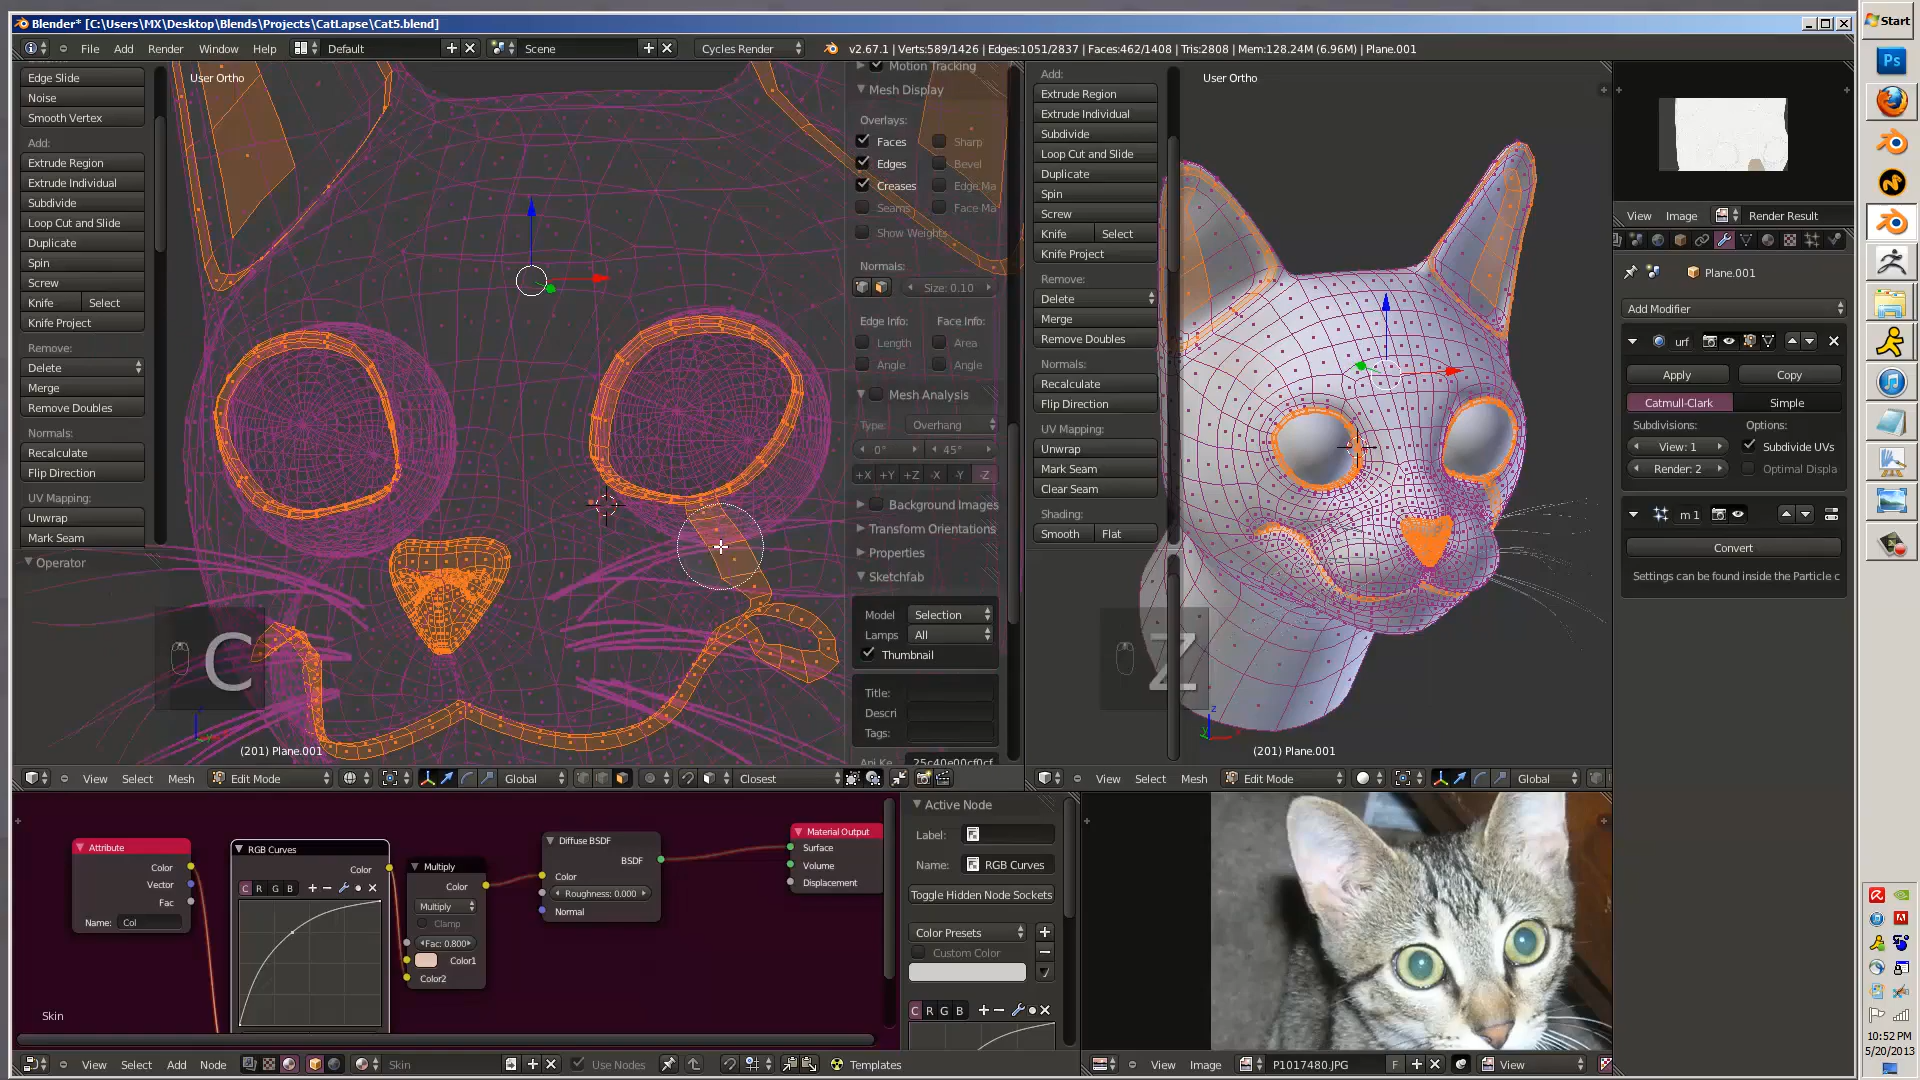 Blender* [C:\Users\MX\Desktop\Blends\Projects\CatLapse\Cat5.blend]
Start
File Add Render Window Help Default Scene Cycles Render v2.67.1 | Verts:589/1426 | Edges:1051/2837 | Faces:462/1408 | Tris:2808 | Mem:128.24M (6.96M) | Plane.001
Edge Slide
Noise
Smooth Vertex
Add:
Extrude Region
Extrude Individual
Subdivide
Loop Cut and Slide
Duplicate
Spin
Screw
Knife Select
Knife Project
Remove:
Delete
Merge
Remove Doubles
Normals:
Recalculate
Flip Direction
UV Mapping:
Unwrap
Mark Seam
Operator
User Ortho
C
(201) Plane.001
Motion Tracking
Mesh Display
Overlays:
Faces Sharp
Edges Bevel
Creases Edge Ma
Seams Face Ma
Show Weights
Normals:
Size: 0.10
Edge Info: Face Info:
Length Area
Angle Angle
Mesh Analysis
Type: Overhang
0° 45°
+X +Y +Z -X -Y -Z
Background Images
Transform Orientations
Properties
Sketchfab
Model Selection
Lamps All
Thumbnail
Title:
Descri
Tags:
Api Ke 25c40e00cf0cf
View Select Mesh Edit Mode Global Closest
Add:
Extrude Region
Extrude Individual
Subdivide
Loop Cut and Slide
Duplicate
Spin
Screw
Knife Select
Knife Project
Remove:
Delete
Merge
Remove Doubles
Normals:
Recalculate
Flip Direction
UV Mapping:
Unwrap
Mark Seam
Clear Seam
Shading:
Smooth Flat
User Ortho
Z
(201) Plane.001
View Select Mesh Edit Mode Global
View Image Render Result
Plane.001
Add Modifier
urf
Apply Copy
Catmull-Clark Simple
Subdivisions: Options:
View: 1 Subdivide UVs
Render: 2 Optimal Displa
m 1
Convert
Settings can be found inside the Particle c
Attribute
Color
Vector
Fac
Name: Col
RGB Curves
Color
C R G B
Multiply
Color
Multiply
Clamp
Fac: 0.800
Color1
Color2
Diffuse BSDF
BSDF
Color
Roughness: 0.000
Normal
Material Output
Surface
Volume
Displacement
Skin
View Select Add Node Skin Use Nodes Templates
Active Node
Label:
Name: RGB Curves
Toggle Hidden Node Sockets
Color Presets
Custom Color
C R G B
View Image P1017480.JPG F View
Ps
10:52 PM
5/20/2013